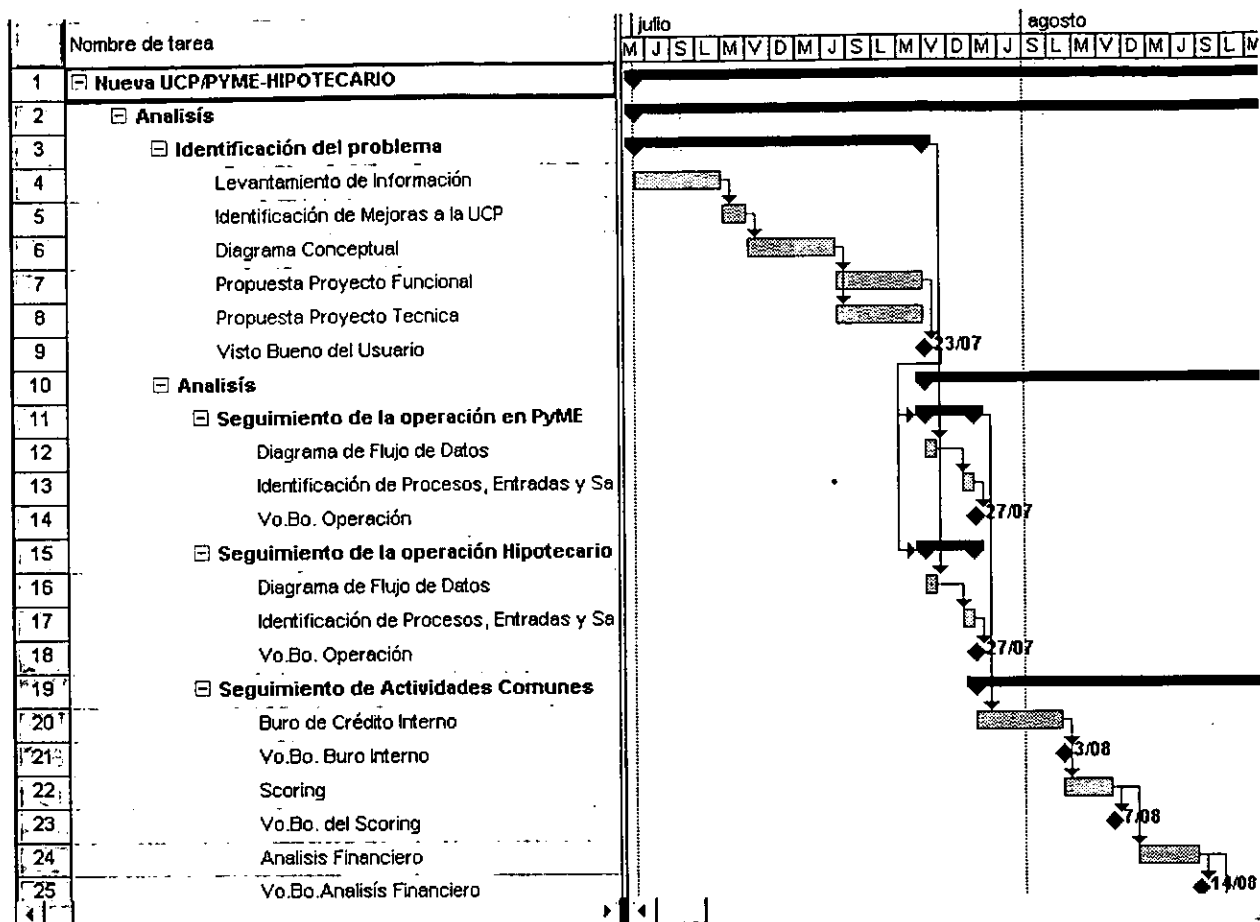 julio agosto
Nombre de tarea M J S L M V D M J S L M V D M J S L M V D M J S L M
1 Nueva UCP/PYME-HIPOTECARIO
2 Analisís
3 Identificación del problema
4 Levantamiento de Información
5 Identificación de Mejoras a la UCP
6 Diagrama Conceptual
7 Propuesta Proyecto Funcional
8 Propuesta Proyecto Tecnica
9 Visto Bueno del Usuario 23/07
10 Analisís
11 Seguimiento de la operación en PyME
12 Diagrama de Flujo de Datos
13 Identificación de Procesos, Entradas y Sa
14 Vo.Bo. Operación 27/07
15 Seguimiento de la operación Hipotecario
16 Diagrama de Flujo de Datos
17 Identificación de Procesos, Entradas y Sa
18 Vo.Bo. Operación 27/07
19 Seguimiento de Actividades Comunes
20 Buro de Crédito Interno
21 Vo.Bo. Buro Interno 3/08
22 Scoring
23 Vo.Bo. del Scoring 7/08
24 Analisis Financiero
25 Vo.Bo.Analisís Financiero 14/08